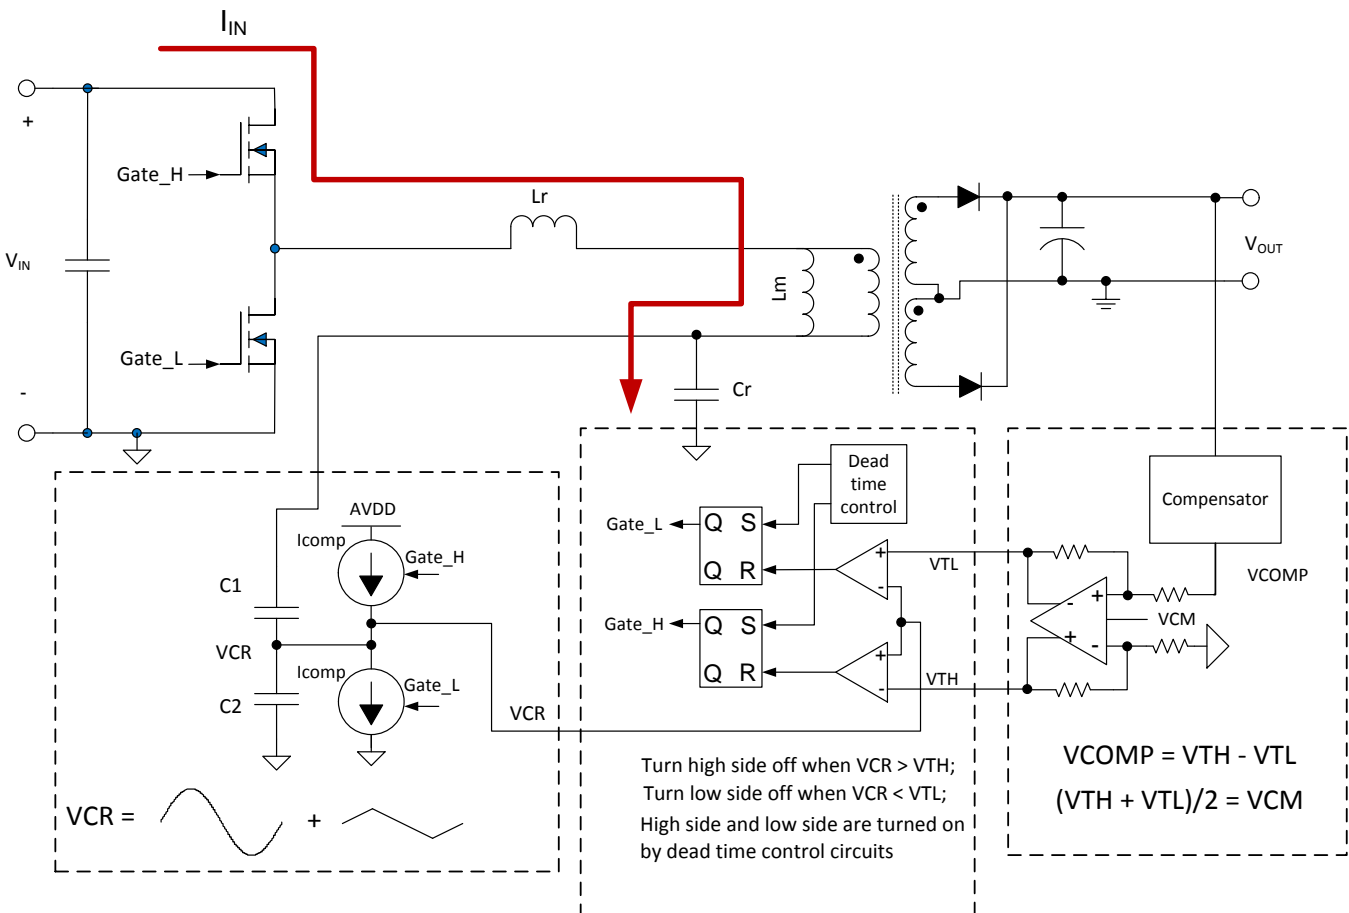 I_IN
+
Gate_H
Lr
V_IN
Lm
V_OUT
Gate_L
-
Cr
AVDD
Icomp
Gate_H
C1
VCR
Icomp
Gate_L
C2
VCR
VCR =
+
Dead
time
control
Gate_L
Q S
Q R
+
-
VTL
Gate_H
Q S
Q R
+
-
VTH
Turn high side off when VCR > VTH;
Turn low side off when VCR < VTL;
High side and low side are turned on
by dead time control circuits
Compensator
VCOMP
- +
VCM
+ -
VCOMP = VTH - VTL
(VTH + VTL)/2 = VCM